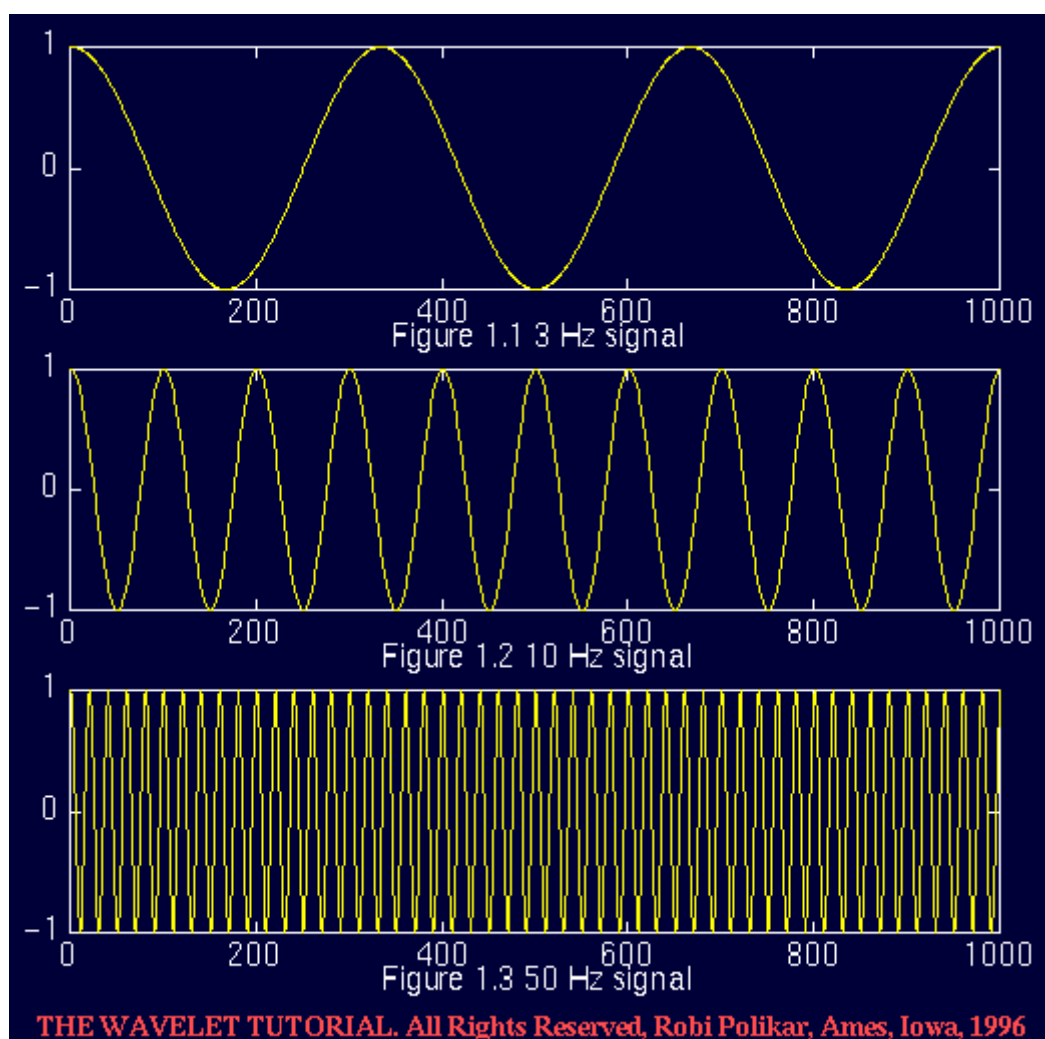 1
0
−1
0 200 400 600 800 1000
Figure 1.1 3 Hz signal
1
0
−1
0 200 400 600 800 1000
Figure 1.2 10 Hz signal
1
0
−1
0 200 400 600 800 1000
Figure 1.3 50 Hz signal
THE WAVELET TUTORIAL. All Rights Reserved, Robi Polikar, Ames, Iowa, 1996